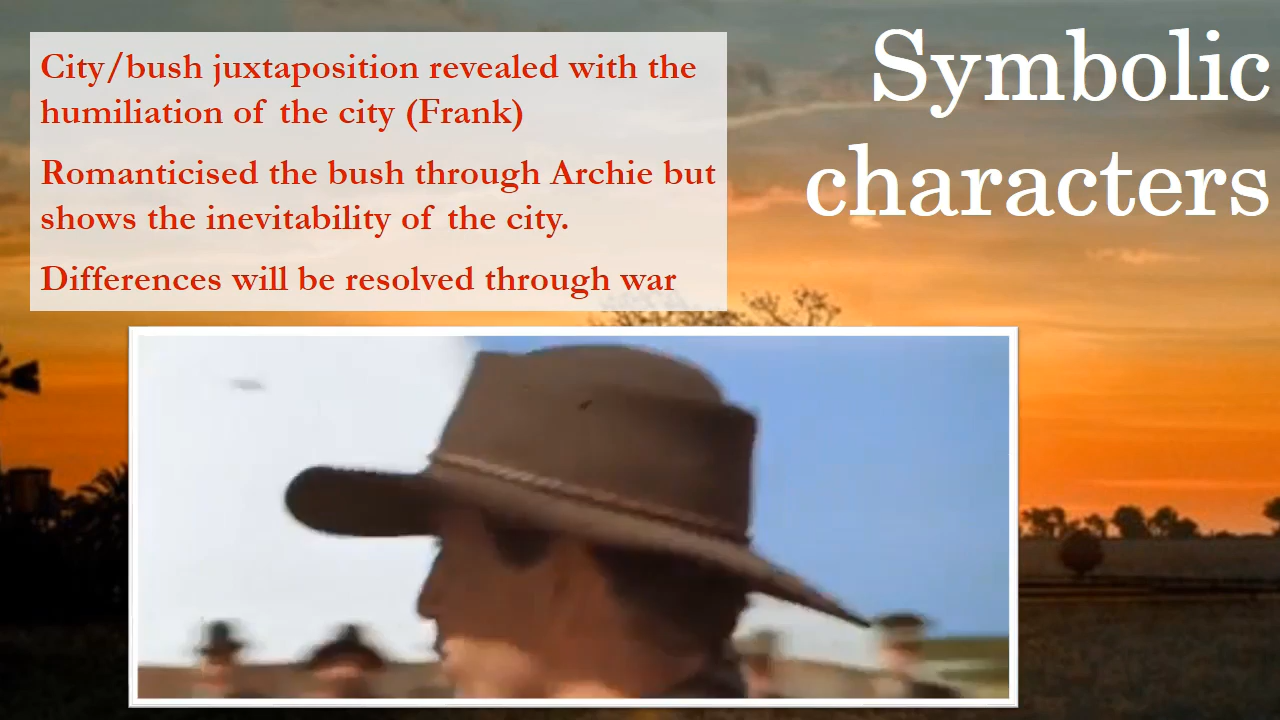 Symbolic
characters
City/bush juxtaposition revealed with the
humiliation of the city (Frank)
Romanticised the bush through Archie but
shows the inevitability of the city.
Differences will be resolved through war